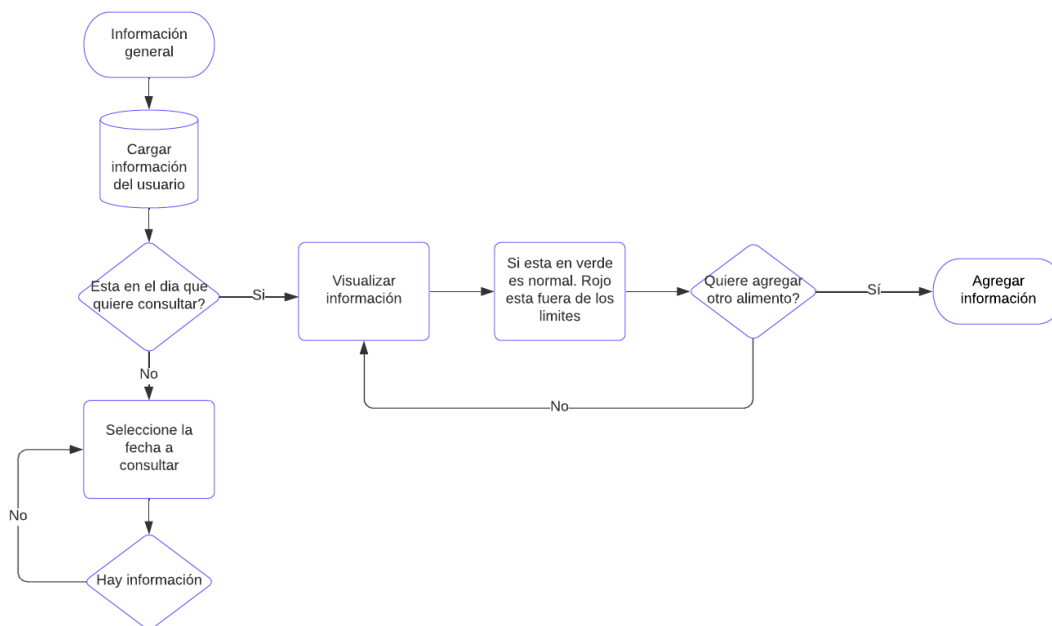 Información
general
Cargar
información
del usuario
Esta en el dia que
quiere consultar?
Si
Visualizar
información
Si esta en verde
es normal. Rojo
esta fuera de los
limites
Quiere agregar
otro alimento?
Sí
Agregar
información
No
No
Seleccione la
fecha a
consultar
No
Hay información